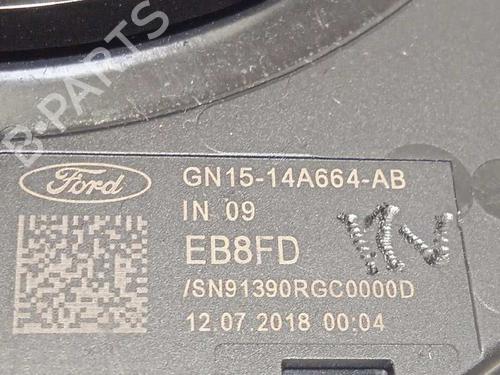 B-PARTS
Ford
GN15-14A664-AB
IN 09
EB8FD
/SN91390RGC0000D
12.07.2018 00:04